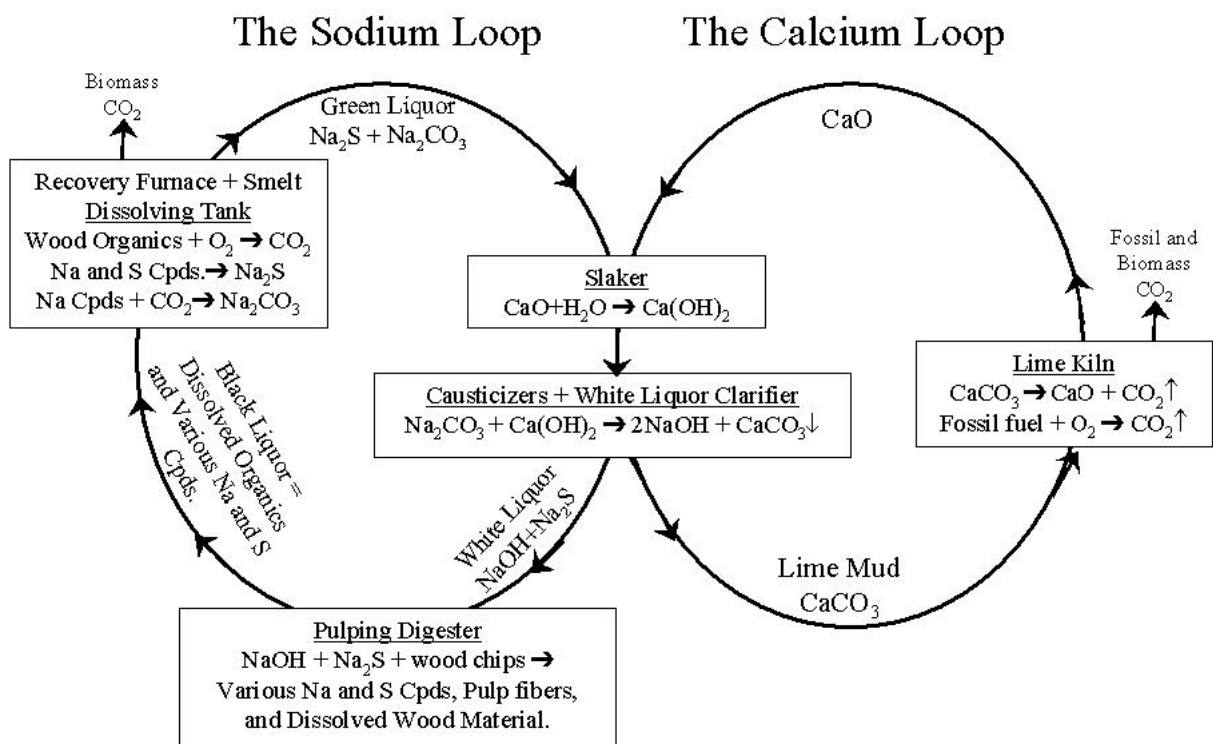 The Sodium Loop
The Calcium Loop
Biomass
CO₂
Green Liquor
Na₂S + Na₂CO₃
CaO
Recovery Furnace + Smelt
Dissolving Tank
Wood Organics + O₂ ➔ CO₂
Na and S Cpds.➔ Na₂S
Na Cpds + CO₂➔ Na₂CO₃
Fossil and
Biomass
CO₂
Slaker
CaO+H₂O ➔ Ca(OH)₂
Lime Kiln
CaCO₃ ➔ CaO + CO₂↑
Fossil fuel + O₂ ➔ CO₂↑
Causticizers + White Liquor Clarifier
Na₂CO₃ + Ca(OH)₂ ➔ 2NaOH + CaCO₃↓
Black Liquor =
Dissolved Organics
and Various Na and S
Cpds.
White Liquor
NaOH+Na₂S
Lime Mud
CaCO₃
Pulping Digester
NaOH + Na₂S + wood chips ➔
Various Na and S Cpds, Pulp fibers,
and Dissolved Wood Material.